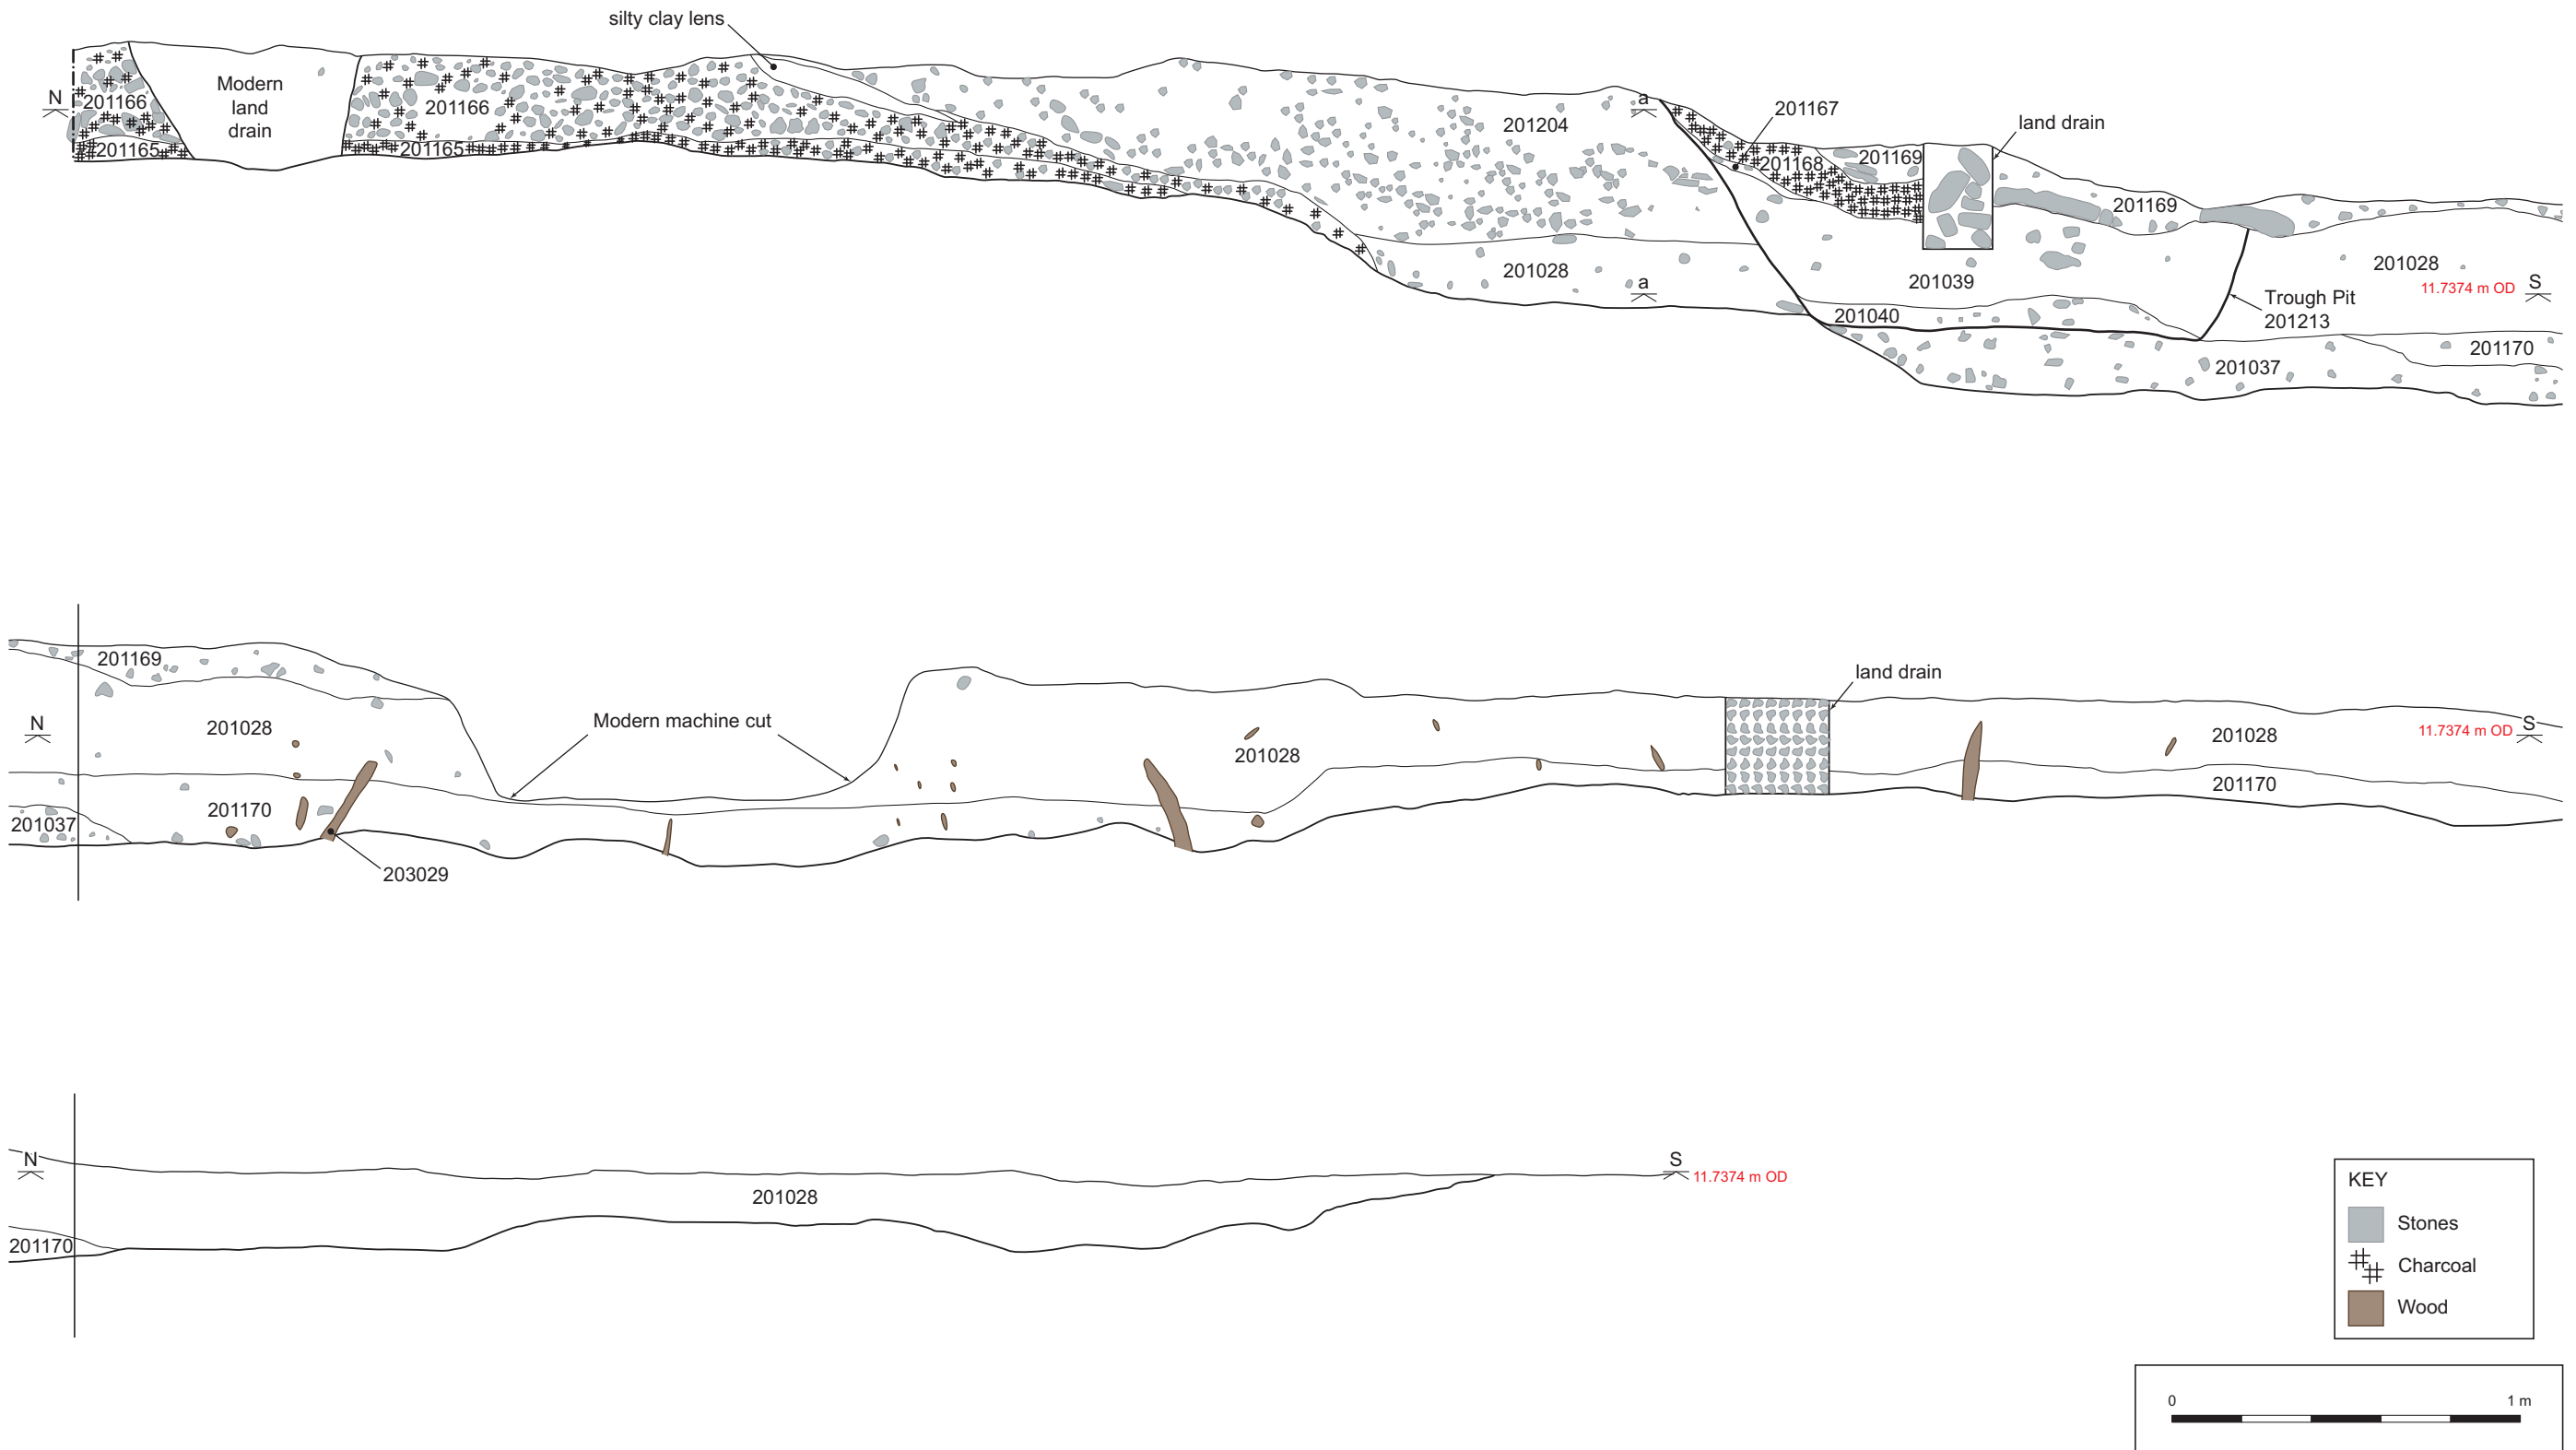 silty clay lens
N
201166
201165
Modern
land
drain
201166
201165
201204
a
201028
a
201167
201168
201169
land drain
201169
201039
201040
201028
11.7374 m OD
S
Trough Pit
201213
201170
201037
N
201169
201028
201170
201037
203029
Modern machine cut
201028
land drain
201028
11.7374 m OD
S
201170
N
201170
201028
S
11.7374 m OD
KEY
Stones
Charcoal
Wood
0
1 m